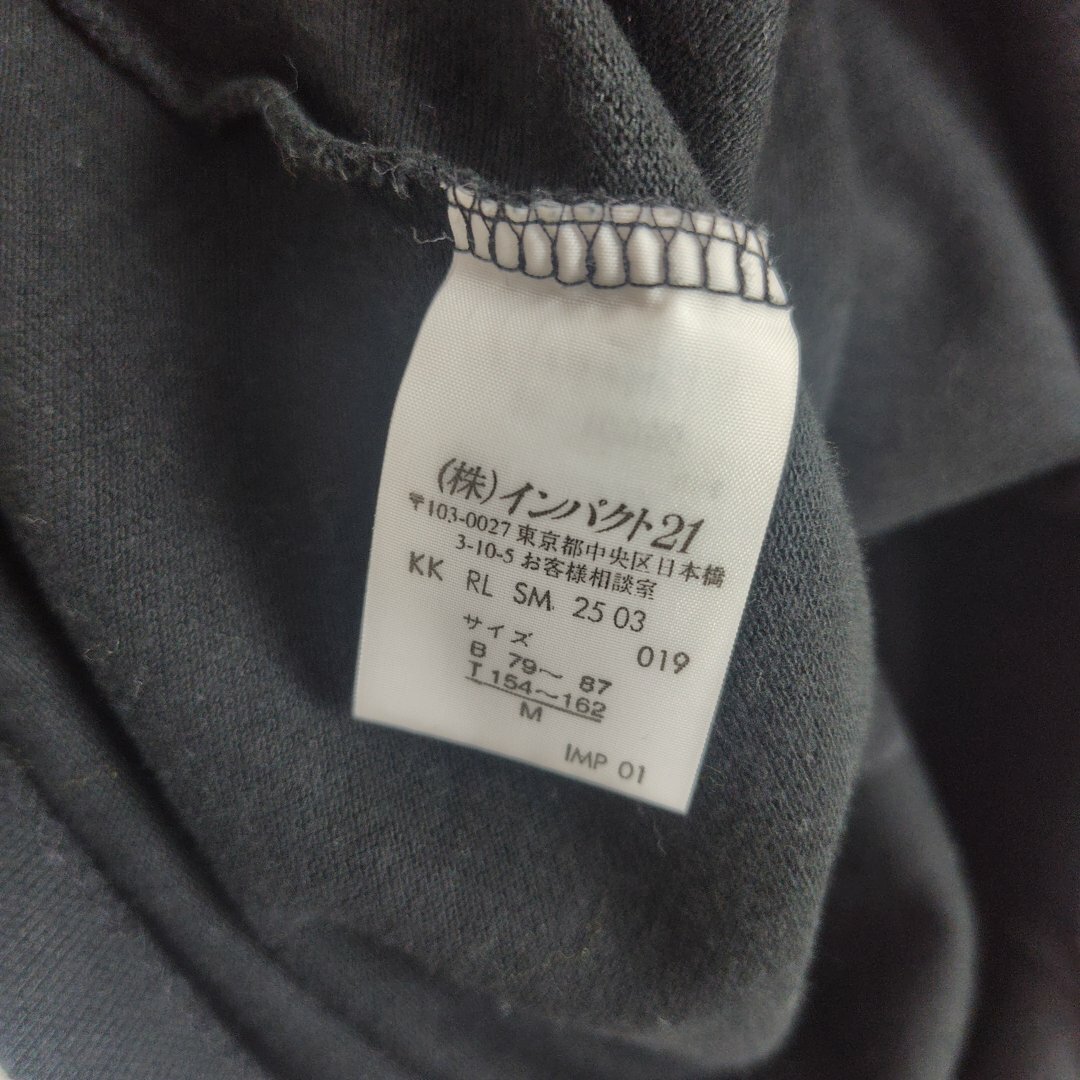 (株)インパクト21
〒103-0027 東京都中央区日本橋
3-10-5 お客様相談室
KK RL SM 25 03
サイズ 019
B 79〜 87
T 154〜162
M
IMP 01